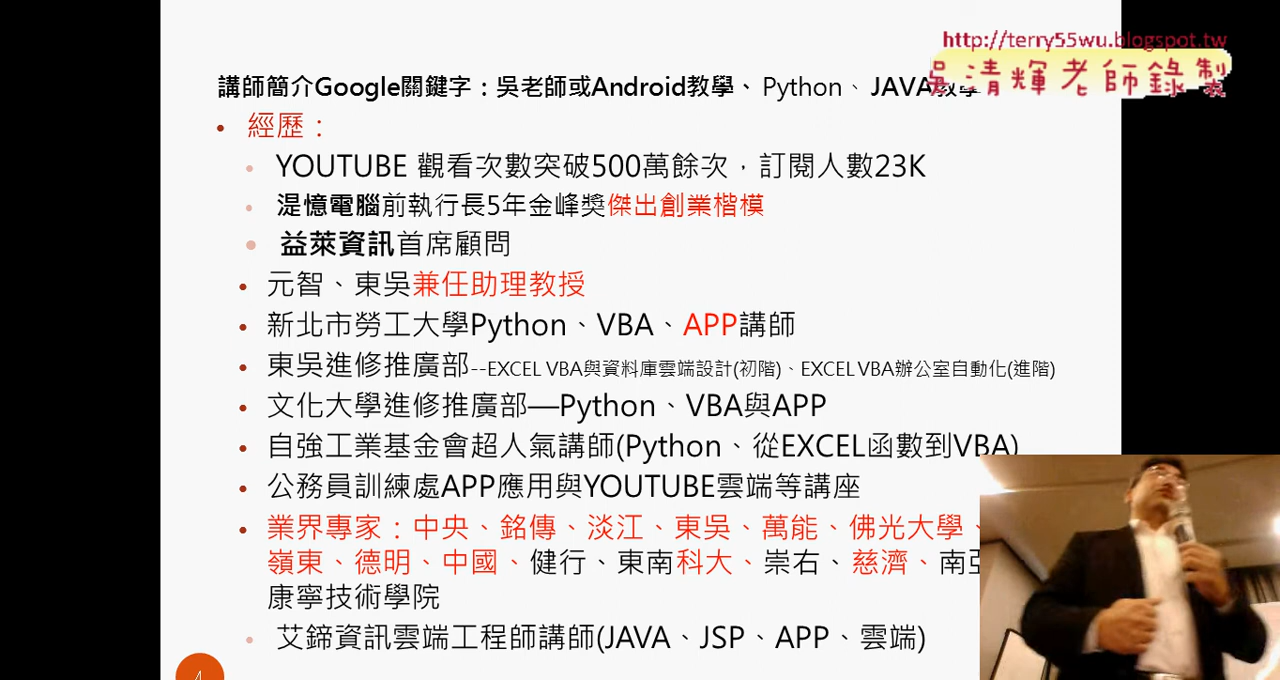 http://terry55wu.blogspot.tw
吳清輝老師錄製
講師簡介Google關鍵字：吳老師或Android教學、Python、JAVA教學
• 經歷：
• YOUTUBE 觀看次數突破500萬餘次，訂閱人數23K
• 湜憶電腦前執行長5年金峰獎傑出創業楷模
• 益萊資訊首席顧問
• 元智、東吳兼任助理教授
• 新北市勞工大學Python、VBA、APP講師
• 東吳進修推廣部--EXCEL VBA與資料庫雲端設計(初階)、EXCEL VBA辦公室自動化(進階)
• 文化大學進修推廣部—Python、VBA與APP
• 自強工業基金會超人氣講師(Python、從EXCEL函數到VBA)
• 公務員訓練處APP應用與YOUTUBE雲端等講座
• 業界專家：中央、銘傳、淡江、東吳、萬能、佛光大學、
嶺東、德明、中國、健行、東南科大、崇右、慈濟、南亞
康寧技術學院
• 艾鍗資訊雲端工程師講師(JAVA、JSP、APP、雲端)
4